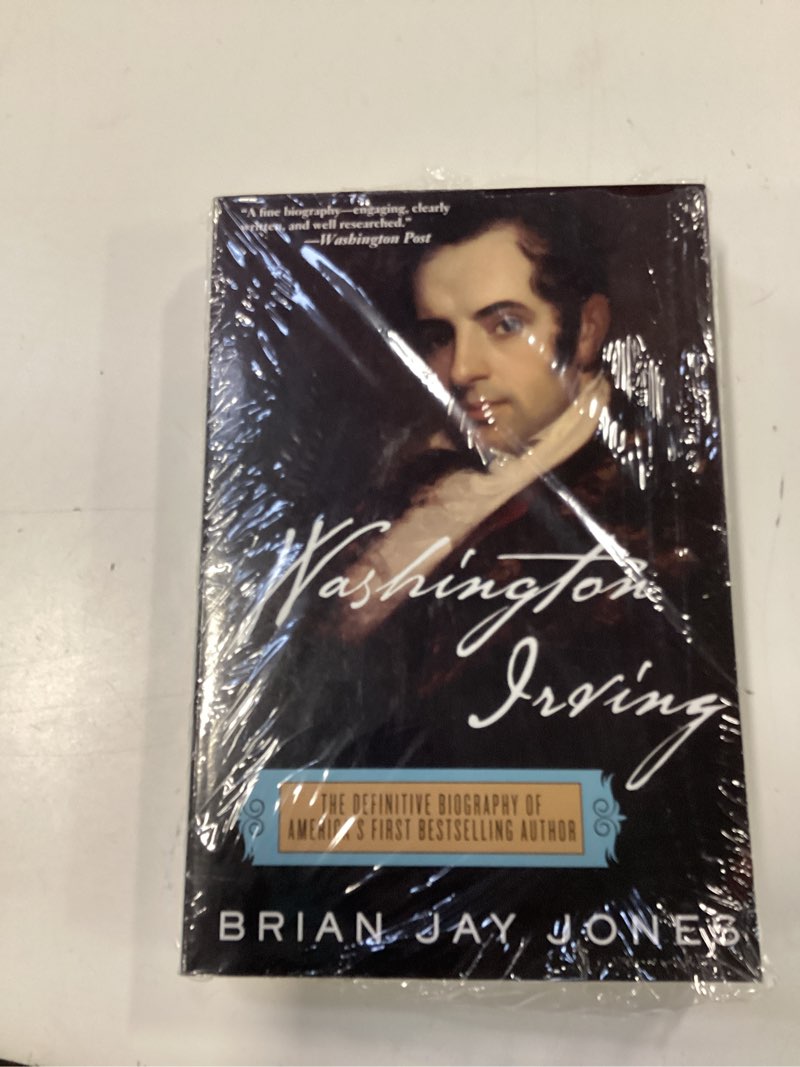 “A fine biography—engaging, clearly
written, and well researched.”
—Washington Post
Washington
Irving
THE DEFINITIVE BIOGRAPHY OF
AMERICA'S FIRST BESTSELLING AUTHOR
BRIAN JAY JONES